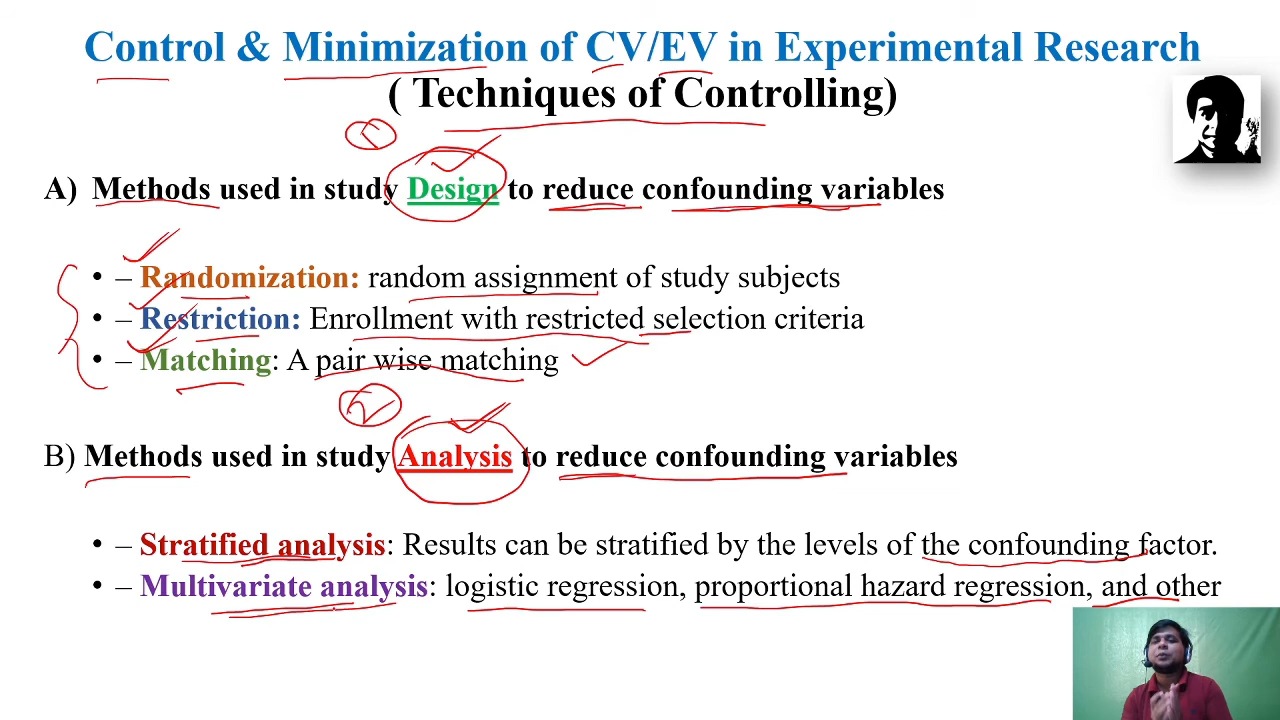 Control & Minimization of CV/EV in Experimental Research
( Techniques of Controlling)
1
A) Methods used in study Design to reduce confounding variables
• – Randomization: random assignment of study subjects
• – Restriction: Enrollment with restricted selection criteria
• – Matching: A pair wise matching
2
B) Methods used in study Analysis to reduce confounding variables
• – Stratified analysis: Results can be stratified by the levels of the confounding factor.
• – Multivariate analysis: logistic regression, proportional hazard regression, and other